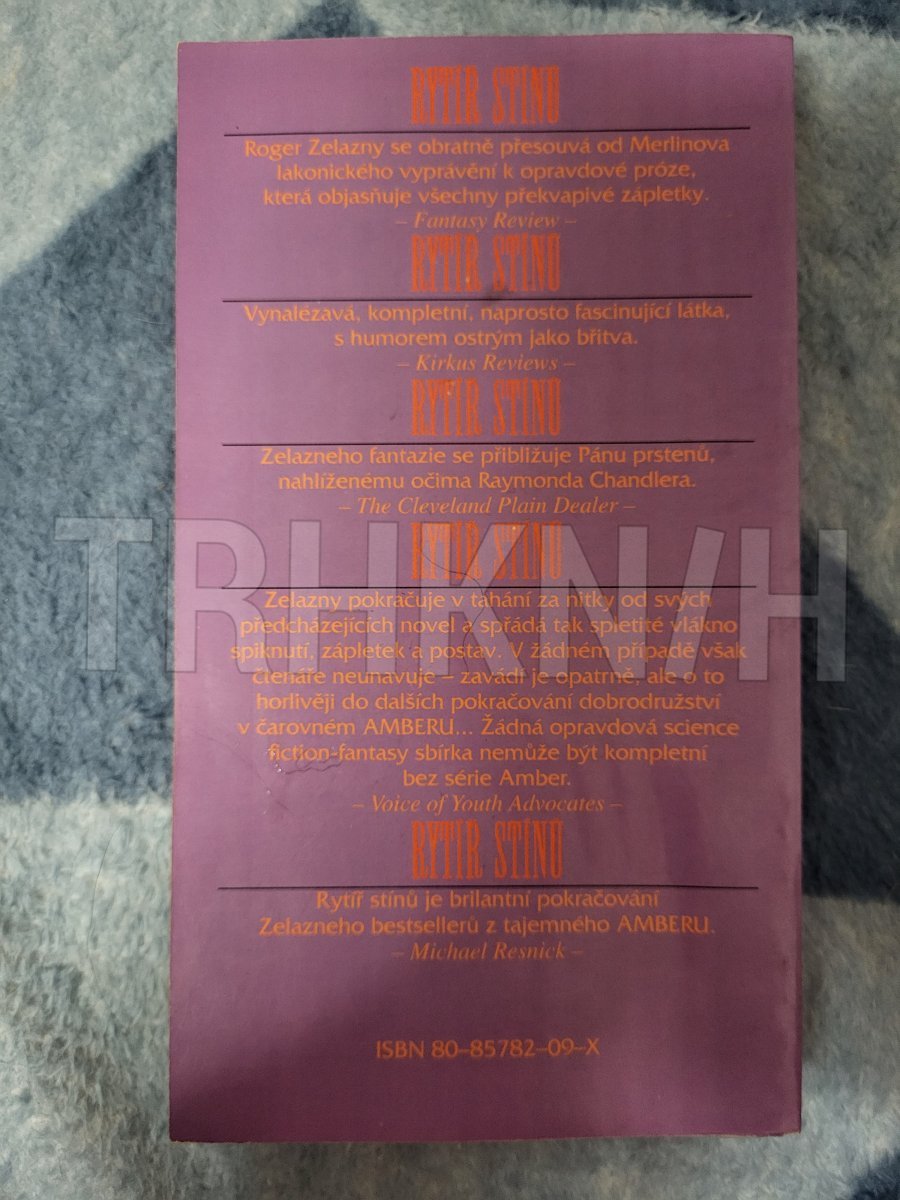 RYTÍŘ STÍNŮ
Roger Zelazny se obratně přesouvá od Merlinova
lakonického vyprávění k opravdové próze,
která objasňuje všechny překvapivé zápletky.
– Fantasy Review –
RYTÍŘ STÍNŮ
Vynalézavá, kompletní, naprosto fascinující látka,
s humorem ostrým jako břitva.
– Kirkus Reviews –
RYTÍŘ STÍNŮ
Zelazneho fantazie se přibližuje Pánu prstenů,
nahlíženému očima Raymonda Chandlera.
– The Cleveland Plain Dealer –
RYTÍŘ STÍNŮ
TRHKNIH
Zelazny pokračuje v tahání za nitky od svých
předcházejících novel a spřádá tak spletité vlákno
spiknutí, zápletek a postav. V žádném případě však
čtenáře neunavuje – zavádí je opatrně, ale o to
horlivěji do dalších pokračování dobrodružství
v čarovném AMBERU... Žádná opravdová science
fiction-fantasy sbírka nemůže být kompletní
bez série Amber.
– Voice of Youth Advocates –
RYTÍŘ STÍNŮ
Rytíř stínů je brilantní pokračování
Zelazneho bestsellerů z tajemného AMBERU.
– Michael Resnick –
ISBN 80–85782–09–X